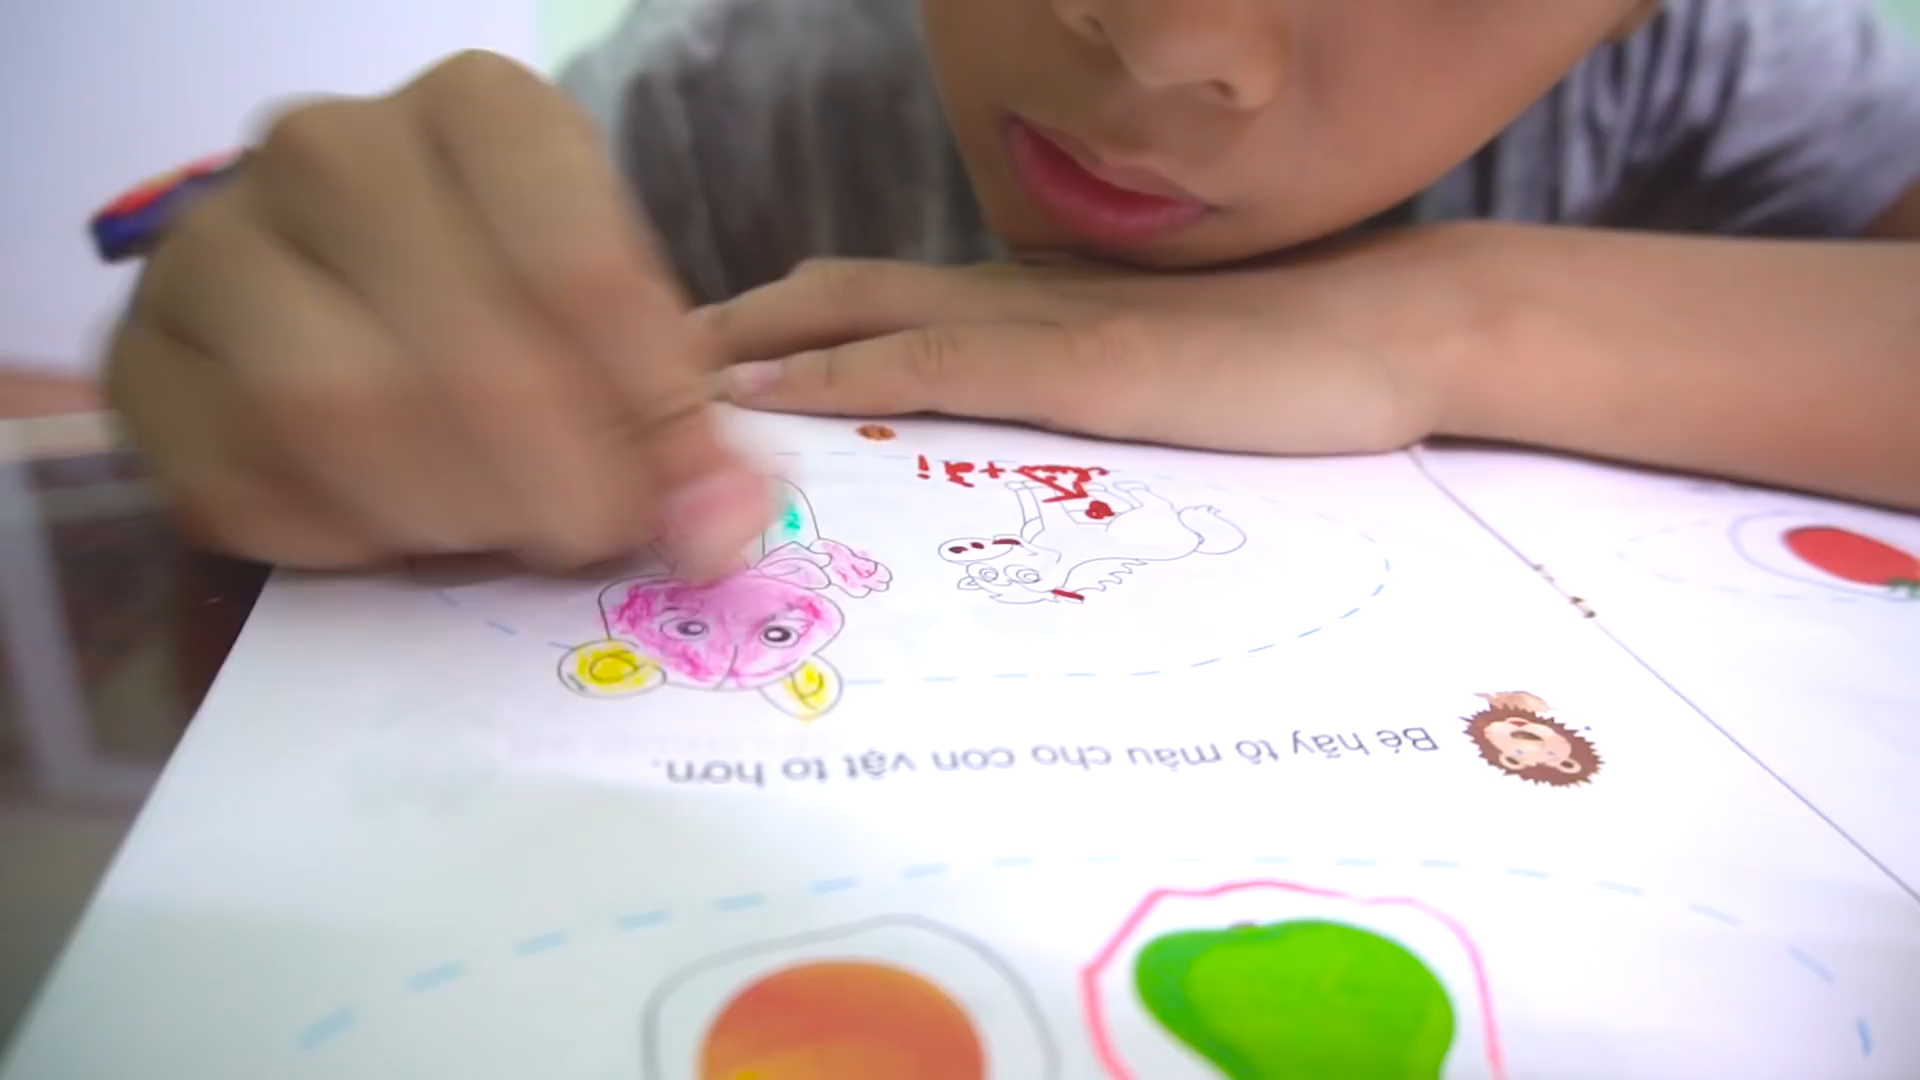 Bé hãy tô màu cho con vật to hơn.